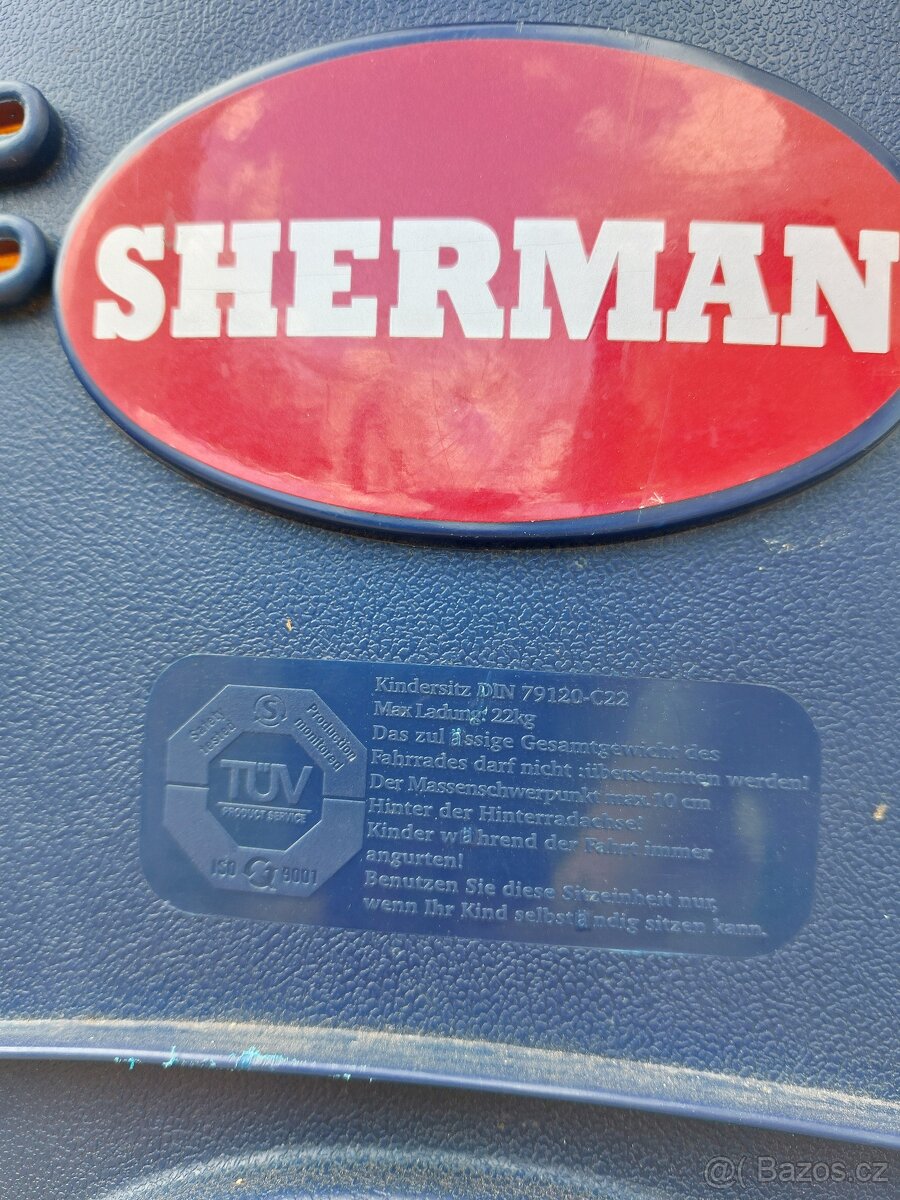 SHERMAN
Production
monitored
S
TÜV
PRODUCT SERVICE
ISO 9001
Kindersitz DIN 79120-C22
Max Ladung: 22kg
Das zul ässige Gesamtgewicht des
Fahrrades darf nicht :überschritten werden!
Der Massenschwerpunkt max.10 cm
Hinter der Hinterradachse!
Kinder während der Fahrt immer
angurten!
Benutzen Sie diese Sitzeinheit nur,
wenn Ihr Kind selbständig sitzen kann.
@( Bazos.cz